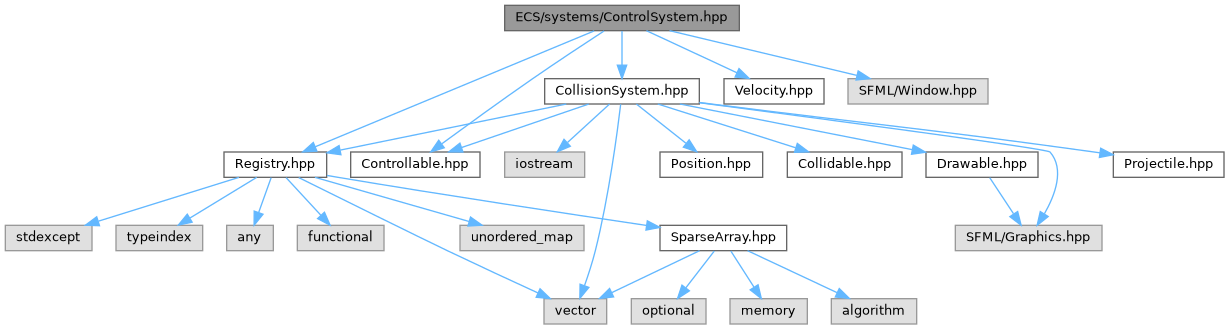 ECS/systems/ControlSystem.hpp
CollisionSystem.hpp
Velocity.hpp
SFML/Window.hpp
Registry.hpp
Controllable.hpp
iostream
Position.hpp
Collidable.hpp
Drawable.hpp
Projectile.hpp
stdexcept
typeindex
any
functional
unordered_map
SparseArray.hpp
SFML/Graphics.hpp
vector
optional
memory
algorithm